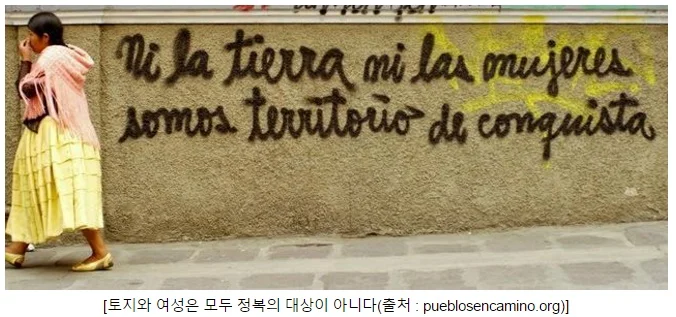 Ni la tierra ni las mujeres
somos territorio de conquista
[토지와 여성은 모두 정복의 대상이 아니다(출처 : pueblosencamino.org)]